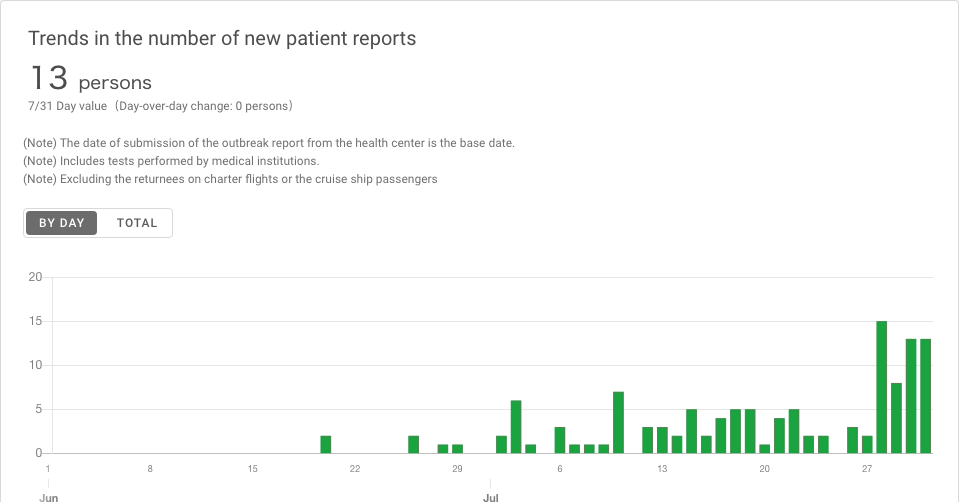 Trends in the number of new patient reports
13 persons
7/31 Day value (Day-over-day change: 0 persons)
(Note) The date of submission of the outbreak report from the health center is the base date.
(Note) Includes tests performed by medical institutions.
(Note) Excluding the returnees on charter flights or the cruise ship passengers
BY DAY TOTAL
20
15
10
5
0
1 8 15 22 29 6 13 20 27
Jun Jul